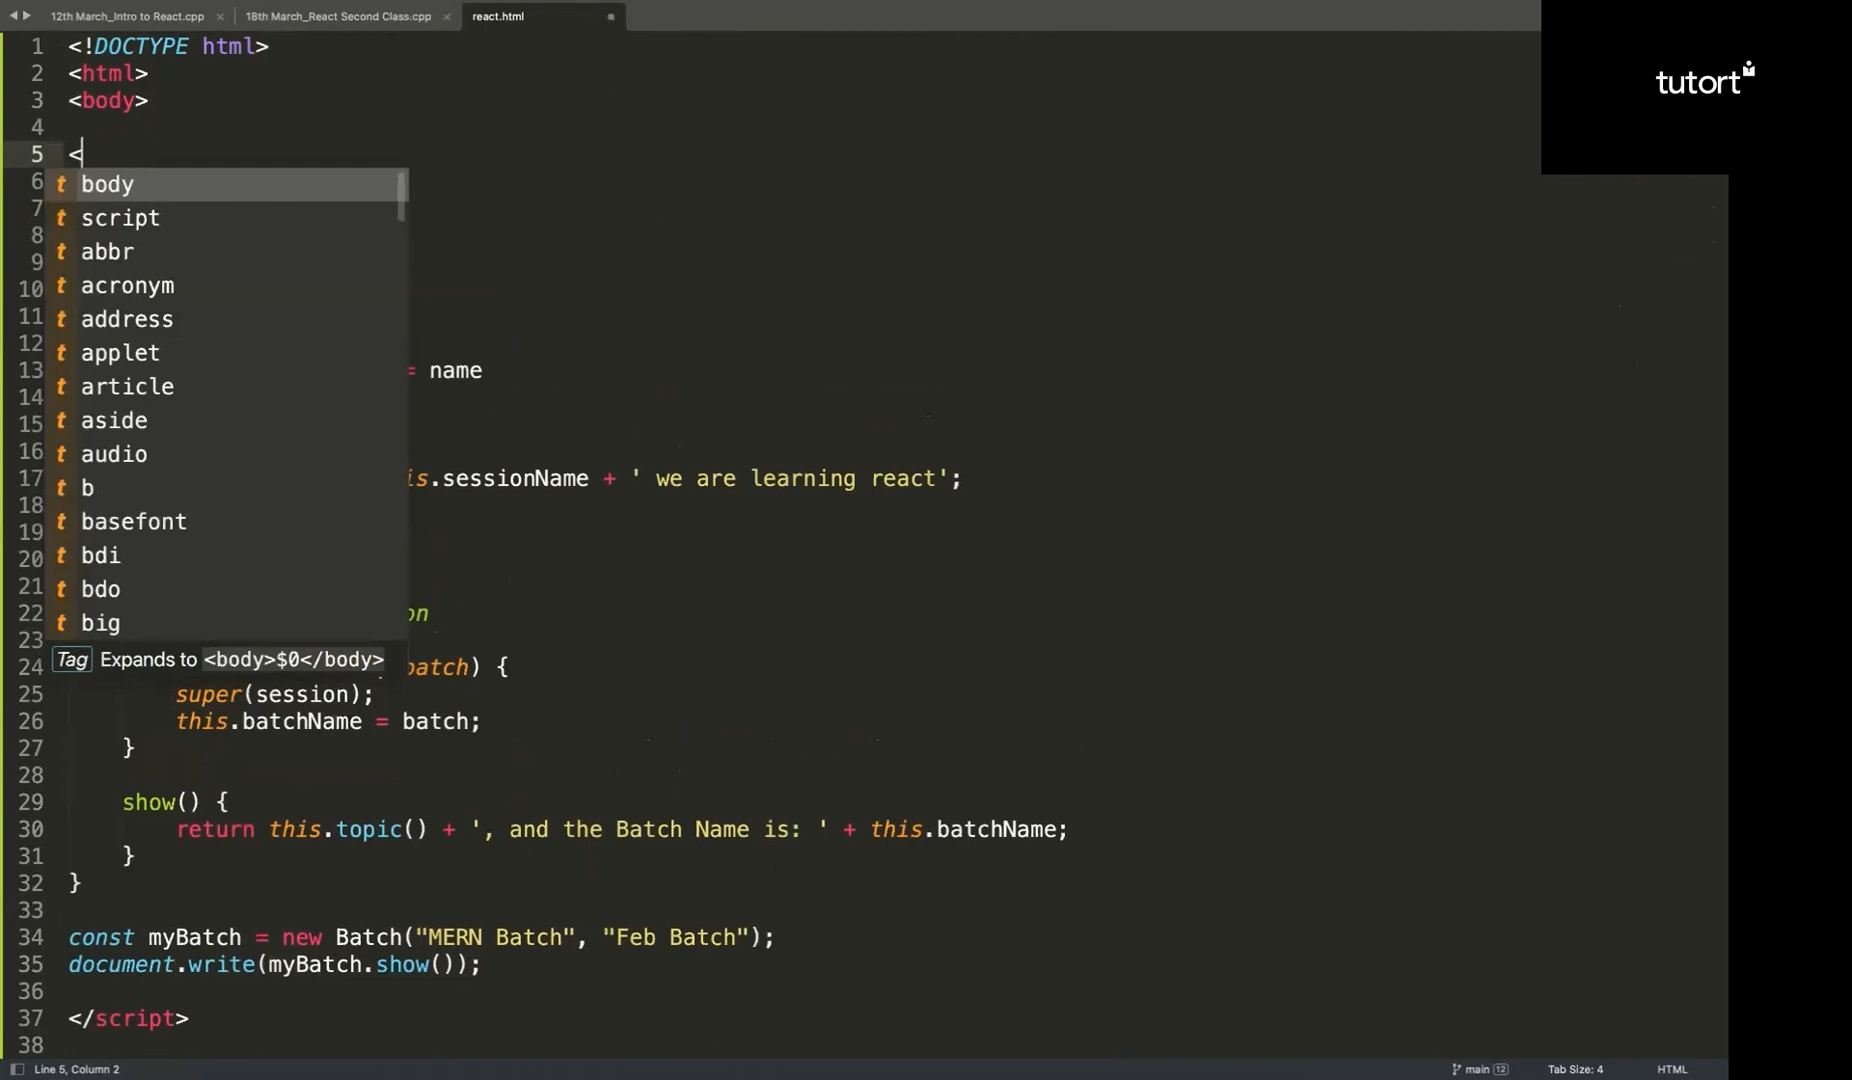 12th March_Intro to React.cpp × 18th March_React Second Class.cpp × react.html
tutort
1 <!DOCTYPE html>
2 <html>
3 <body>
4
5 <
6 t body
7 t script
8 t abbr
9
10 t acronym
11 t address
12 t applet
13 = name
14 t article
15 t aside
16 t audio
17 is.sessionName + ' we are learning react';
18 t b
19 t basefont
20 t bdi
21 t bdo
22 on
23 t big
Tag Expands to <body>$0</body>
24 batch) {
25 super(session);
26 this.batchName = batch;
27 }
28
29 show() {
30 return this.topic() + ', and the Batch Name is: ' + this.batchName;
31 }
32 }
33
34 const myBatch = new Batch("MERN Batch", "Feb Batch");
35 document.write(myBatch.show());
36
37 </script>
38
Line 5, Column 2 main 12 Tab Size: 4 HTML